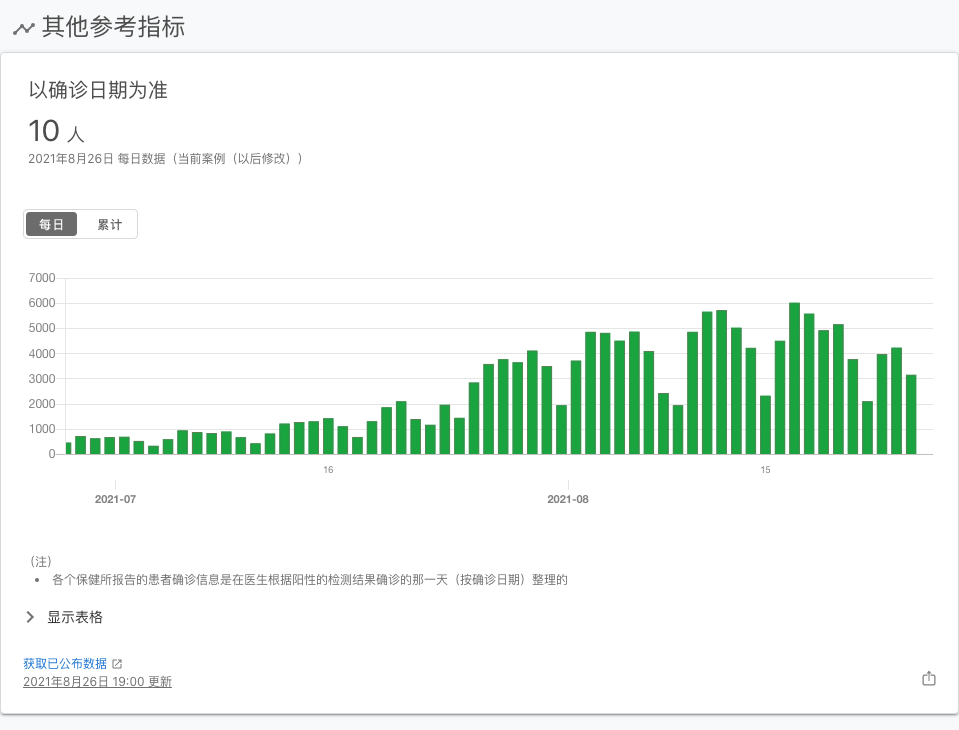 其他参考指标
以确诊日期为准
10 人
2021年8月26日 每日数据（当前案例（以后修改））
每日 累计
7000
6000
5000
4000
3000
2000
1000
0
16 15
2021-07 2021-08
（注）
• 各个保健所报告的患者确诊信息是在医生根据阳性的检测结果确诊的那一天（按确诊日期）整理的
显示表格
获取已公布数据
2021年8月26日 19:00 更新